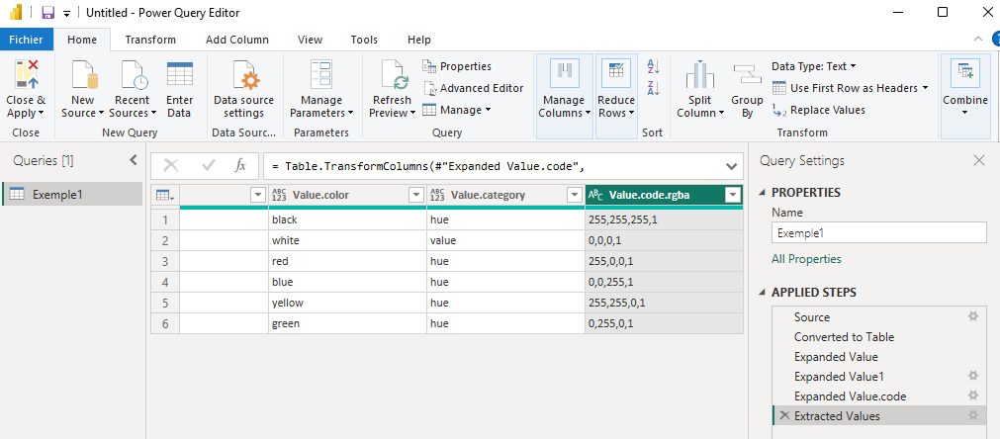 Untitled - Power Query Editor
Fichier Home Transform Add Column View Tools Help
Close & Apply
Close
New Source
Recent Sources
Enter Data
New Query
Data source settings
Data Sourc...
Manage Parameters
Parameters
Refresh Preview
Properties
Advanced Editor
Manage
Query
Manage Columns
Reduce Rows
Sort
Split Column
Group By
Data Type: Text
Use First Row as Headers
Replace Values
Transform
Combine
Queries [1]
Exemple1
fx = Table.TransformColumns(#"Expanded Value.code",
ABC 123 Value.color ABC 123 Value.category ABC Value.code.rgba
1 black hue 255,255,255,1
2 white value 0,0,0,1
3 red hue 255,0,0,1
4 blue hue 0,0,255,1
5 yellow hue 255,255,0,1
6 green hue 0,255,0,1
Query Settings
PROPERTIES
Name
Exemple1
All Properties
APPLIED STEPS
Source
Converted to Table
Expanded Value
Expanded Value1
Expanded Value.code
Extracted Values